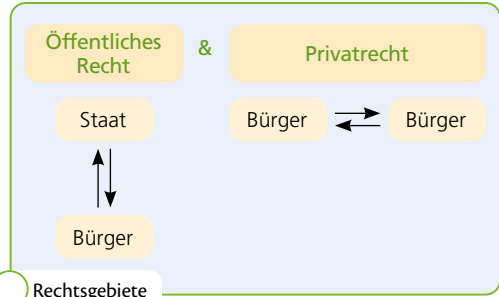 Öffentliches
Recht
&
Privatrecht
Staat
Bürger
Bürger
Bürger
Rechtsgebiete